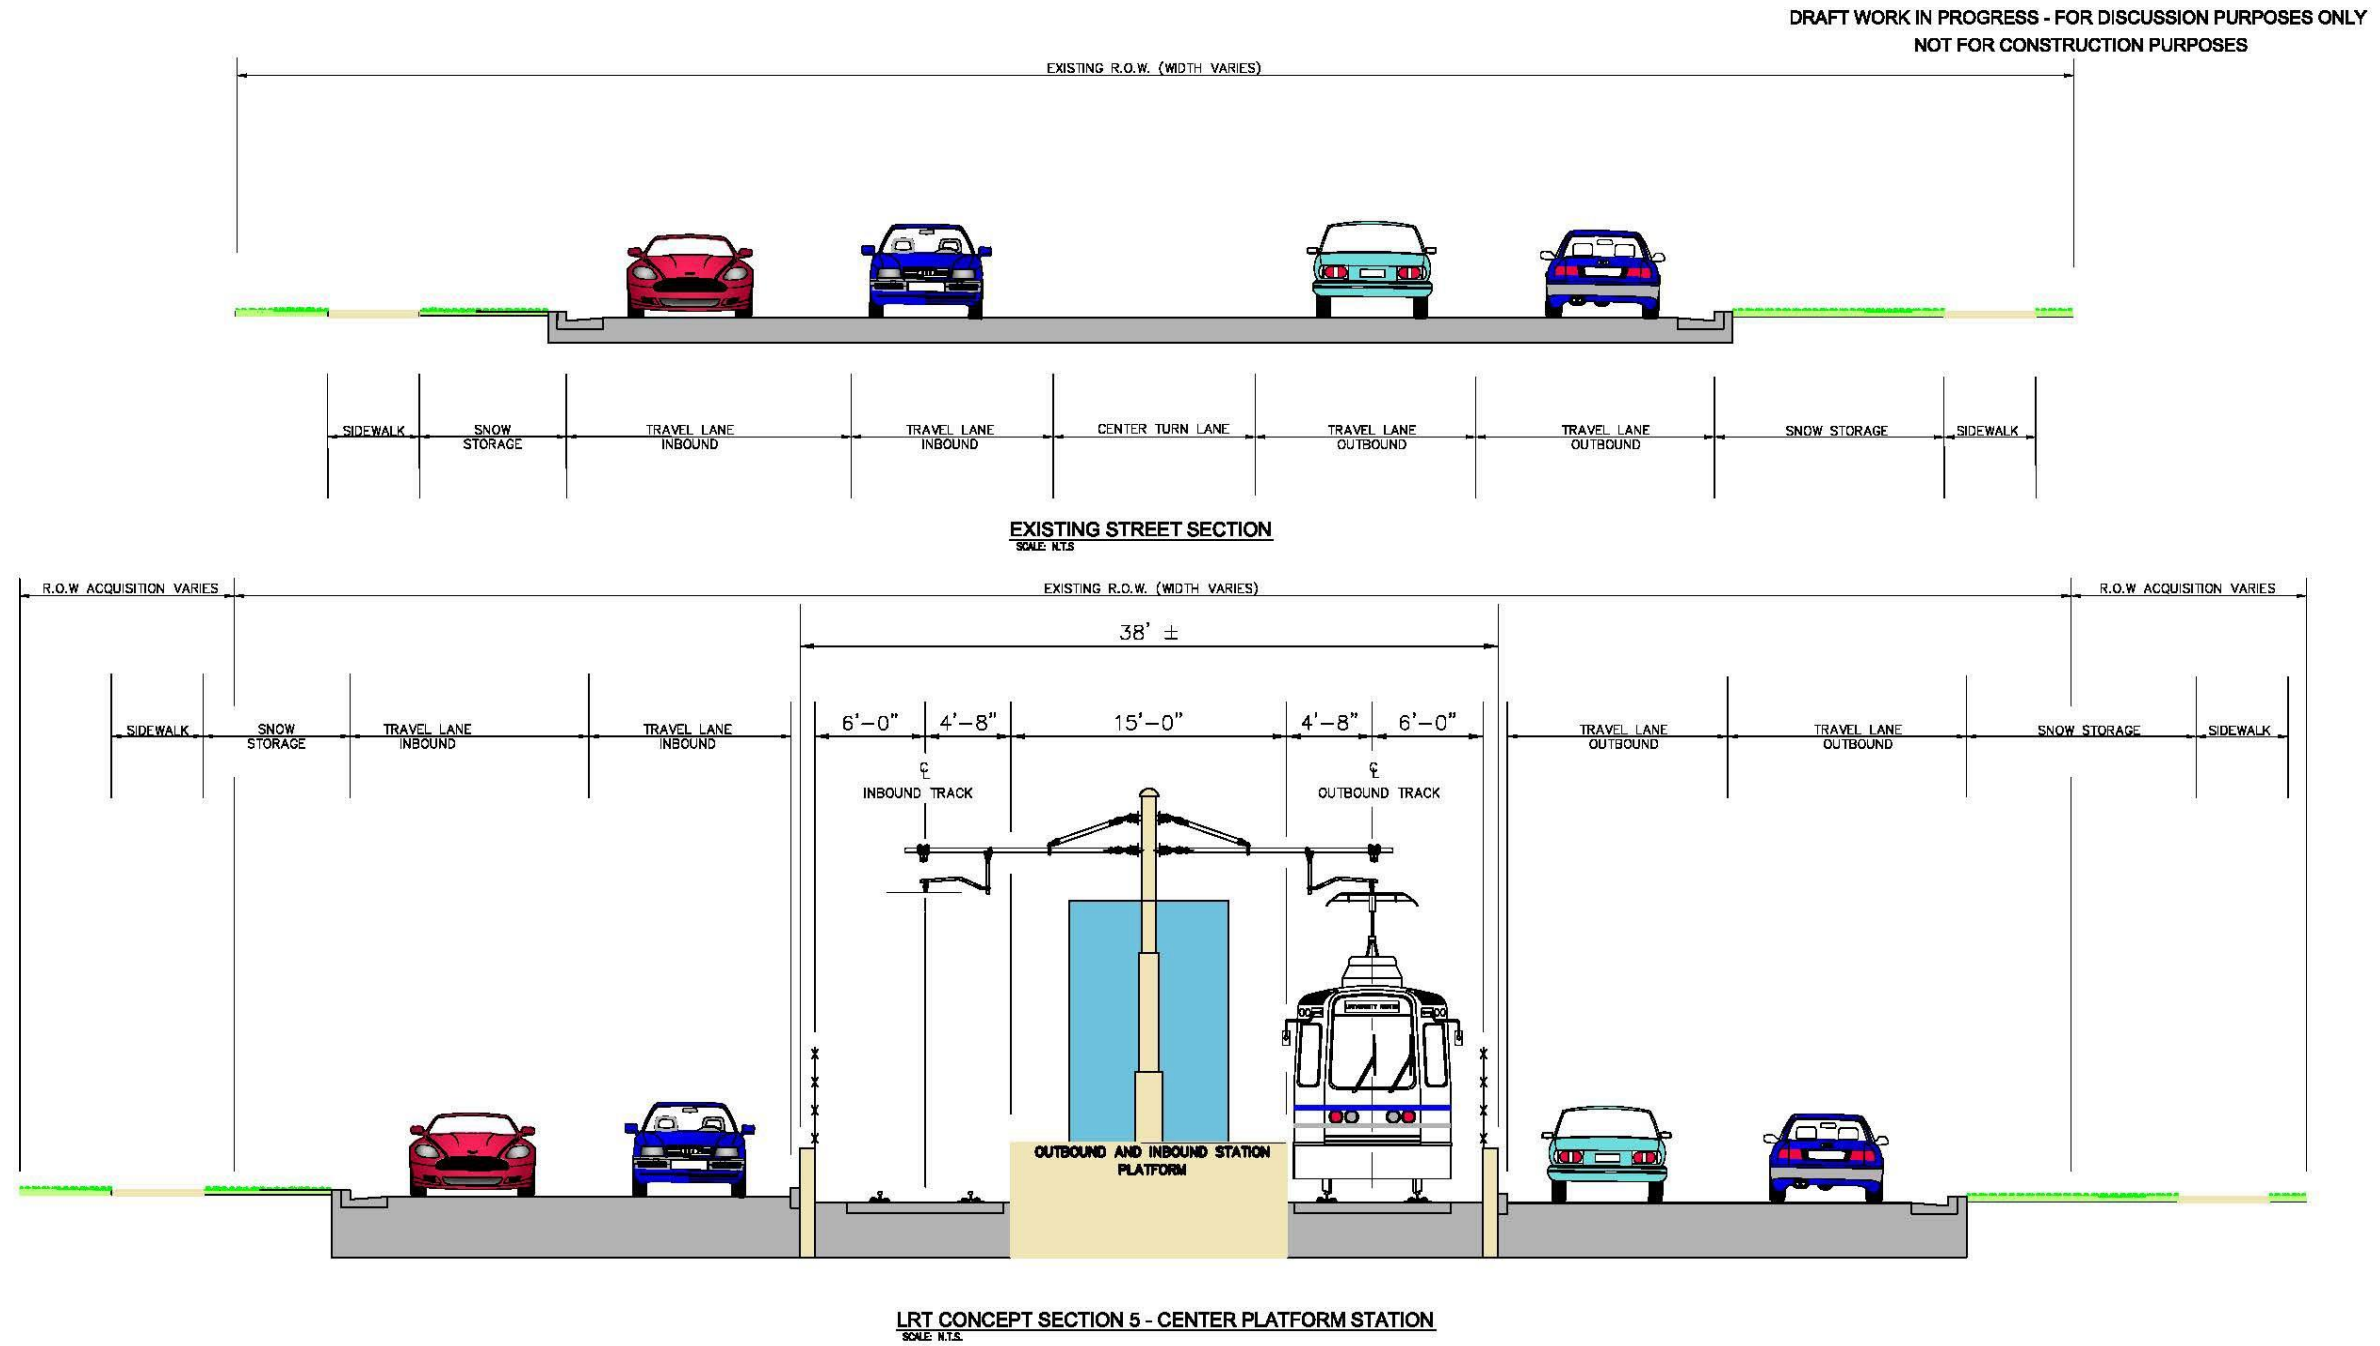 DRAFT WORK IN PROGRESS - FOR DISCUSSION PURPOSES ONLY
NOT FOR CONSTRUCTION PURPOSES
EXISTING R.O.W. (WIDTH VARIES)
SIDEWALK
SNOW
STORAGE
TRAVEL LANE
INBOUND
TRAVEL LANE
INBOUND
CENTER TURN LANE
TRAVEL LANE
OUTBOUND
TRAVEL LANE
OUTBOUND
SNOW STORAGE
SIDEWALK
EXISTING STREET SECTION
SCALE: N.T.S
R.O.W ACQUISITION VARIES
EXISTING R.O.W. (WIDTH VARIES)
R.O.W ACQUISITION VARIES
38' ±
SIDEWALK
SNOW
STORAGE
TRAVEL LANE
INBOUND
TRAVEL LANE
INBOUND
6'-0"
4'-8"
15'-0"
4'-8"
6'-0"
TRAVEL LANE
OUTBOUND
TRAVEL LANE
OUTBOUND
SNOW STORAGE
SIDEWALK
℄
INBOUND TRACK
℄
OUTBOUND TRACK
OUTBOUND AND INBOUND STATION
PLATFORM
LRT CONCEPT SECTION 5 - CENTER PLATFORM STATION
SCALE: N.T.S.